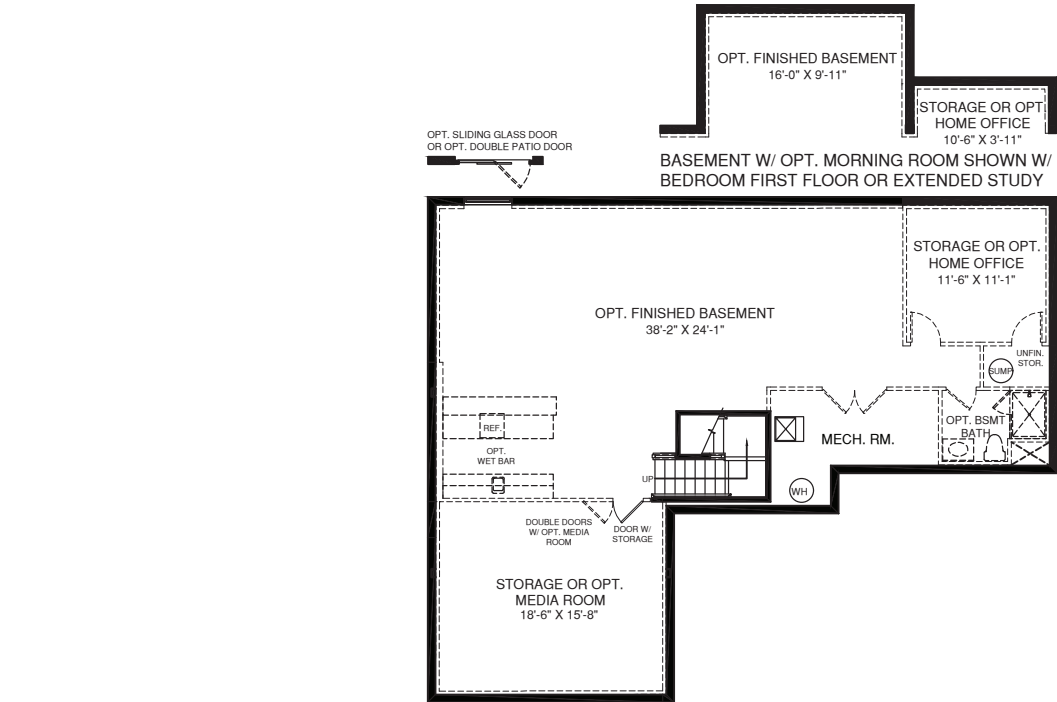 OPT. FINISHED BASEMENT
16'-0" X 9'-11"
STORAGE OR OPT.
HOME OFFICE
10'-6" X 3'-11"
OPT. SLIDING GLASS DOOR
OR OPT. DOUBLE PATIO DOOR
BASEMENT W/ OPT. MORNING ROOM SHOWN W/
BEDROOM FIRST FLOOR OR EXTENDED STUDY
STORAGE OR OPT.
HOME OFFICE
11'-6" X 11'-1"
OPT. FINISHED BASEMENT
38'-2" X 24'-1"
UNFIN.
STOR.
SUMP
REF.
OPT.
WET BAR
OPT. BSMT
BATH
MECH. RM.
UP
WH
DOUBLE DOORS
W/ OPT. MEDIA
ROOM
DOOR W/
STORAGE
STORAGE OR OPT.
MEDIA ROOM
18'-6" X 15'-8"